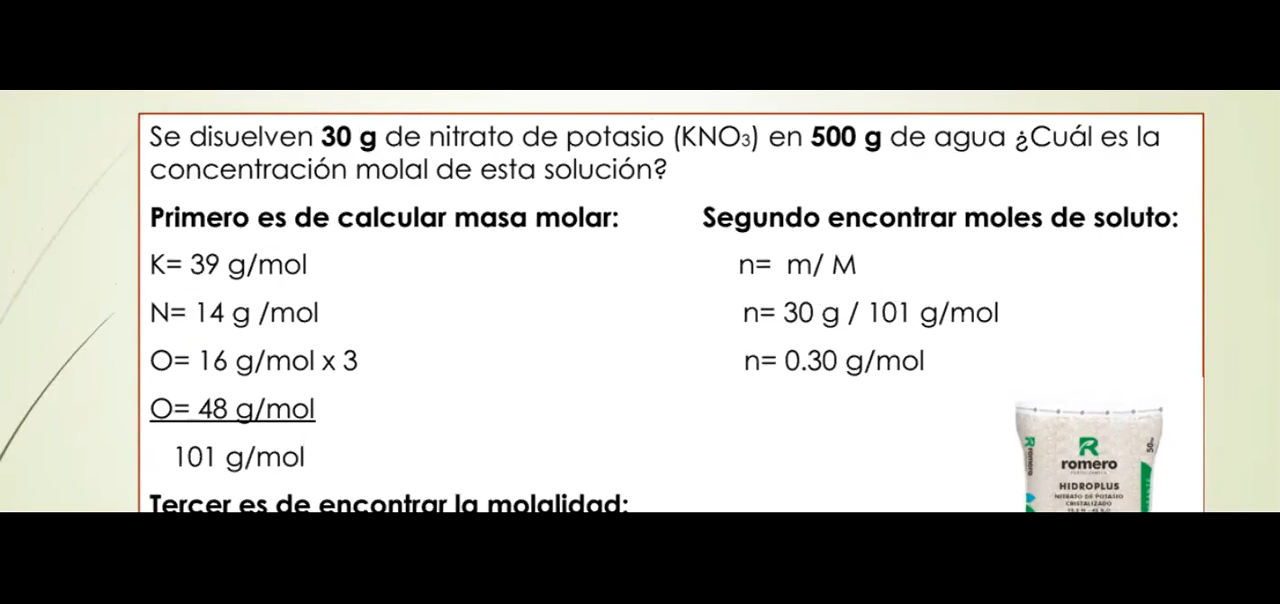 Se disuelven 30 g de nitrato de potasio (KNO₃) en 500 g de agua ¿Cuál es la
concentración molal de esta solución?
Primero es de calcular masa molar:
K= 39 g/mol
N= 14 g /mol
O= 16 g/mol x 3
O= 48 g/mol
101 g/mol
Segundo encontrar moles de soluto:
n= m/ M
n= 30 g / 101 g/mol
n= 0.30 g/mol
Tercer es de encontrar la molalidad:
R
romero
HIDROPLUS
NITRATO DE POTASIO
CRISTALIZADO
romero
50